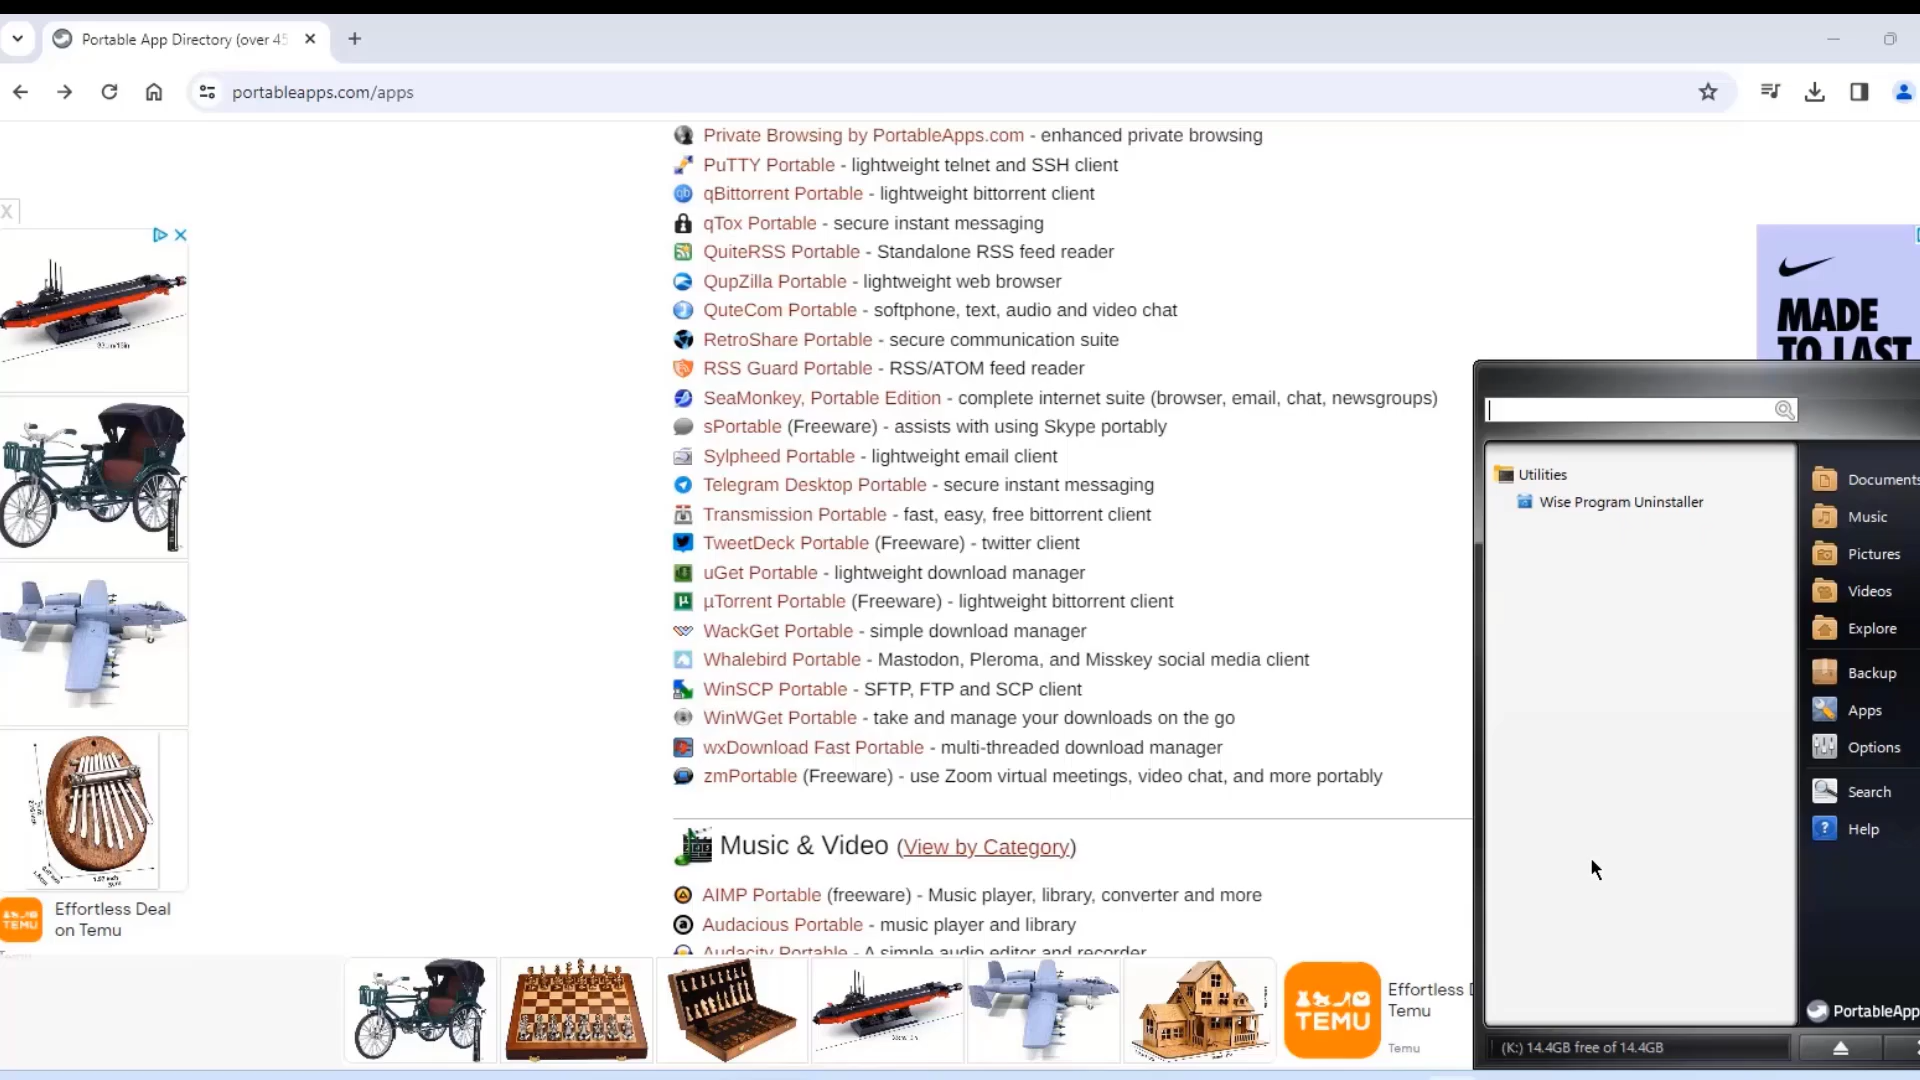 Portable App Directory (over 45
portableapps.com/apps
Private Browsing by PortableApps.com - enhanced private browsing
PuTTY Portable - lightweight telnet and SSH client
qBittorrent Portable - lightweight bittorrent client
qTox Portable - secure instant messaging
QuiteRSS Portable - Standalone RSS feed reader
QupZilla Portable - lightweight web browser
QuteCom Portable - softphone, text, audio and video chat
RetroShare Portable - secure communication suite
RSS Guard Portable - RSS/ATOM feed reader
SeaMonkey, Portable Edition - complete internet suite (browser, email, chat, newsgroups)
sPortable (Freeware) - assists with using Skype portably
Sylpheed Portable - lightweight email client
Telegram Desktop Portable - secure instant messaging
Transmission Portable - fast, easy, free bittorrent client
TweetDeck Portable (Freeware) - twitter client
uGet Portable - lightweight download manager
µTorrent Portable (Freeware) - lightweight bittorrent client
WackGet Portable - simple download manager
Whalebird Portable - Mastodon, Pleroma, and Misskey social media client
WinSCP Portable - SFTP, FTP and SCP client
WinWGet Portable - take and manage your downloads on the go
wxDownload Fast Portable - multi-threaded download manager
zmPortable (Freeware) - use Zoom virtual meetings, video chat, and more portably
Music & Video (View by Category)
AIMP Portable (freeware) - Music player, library, converter and more
Audacious Portable - music player and library
Audacity Portable - A simple audio editor and recorder
X
Effortless Deal
on Temu
TEMU
MADE
TO LAST
Utilities
Wise Program Uninstaller
Documents
Music
Pictures
Videos
Explore
Backup
Apps
Options
Search
Help
PortableApp
(K:) 14.4GB free of 14.4GB
TEMU
Effortless
Temu
Temu